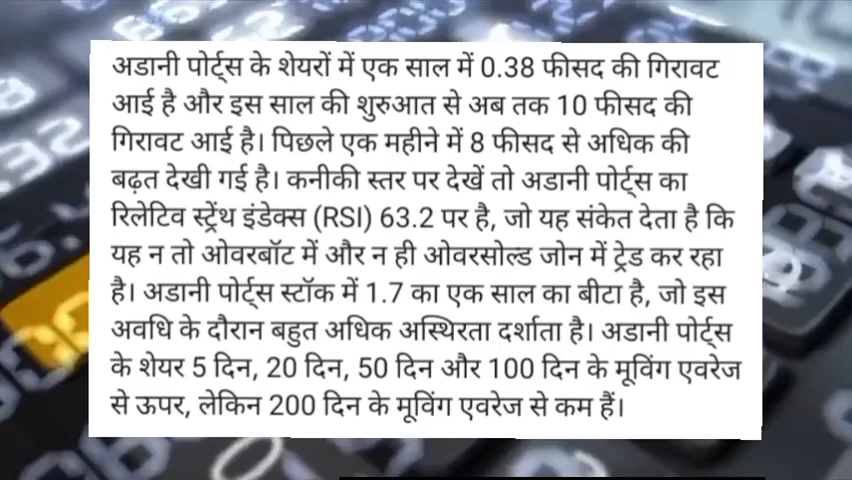 अडानी पोर्ट्स के शेयरों में एक साल में 0.38 फीसद की गिरावट
आई है और इस साल की शुरुआत से अब तक 10 फीसद की
गिरावट आई है। पिछले एक महीने में 8 फीसद से अधिक की
बढ़त देखी गई है। कनीकी स्तर पर देखें तो अडानी पोर्ट्स का
रिलेटिव स्ट्रेंथ इंडेक्स (RSI) 63.2 पर है, जो यह संकेत देता है कि
यह न तो ओवरबॉट में और न ही ओवरसोल्ड जोन में ट्रेड कर रहा
है। अडानी पोर्ट्स स्टॉक में 1.7 का एक साल का बीटा है, जो इस
अवधि के दौरान बहुत अधिक अस्थिरता दर्शाता है। अडानी पोर्ट्स
के शेयर 5 दिन, 20 दिन, 50 दिन और 100 दिन के मूविंग एवरेज
से ऊपर, लेकिन 200 दिन के मूविंग एवरेज से कम हैं।